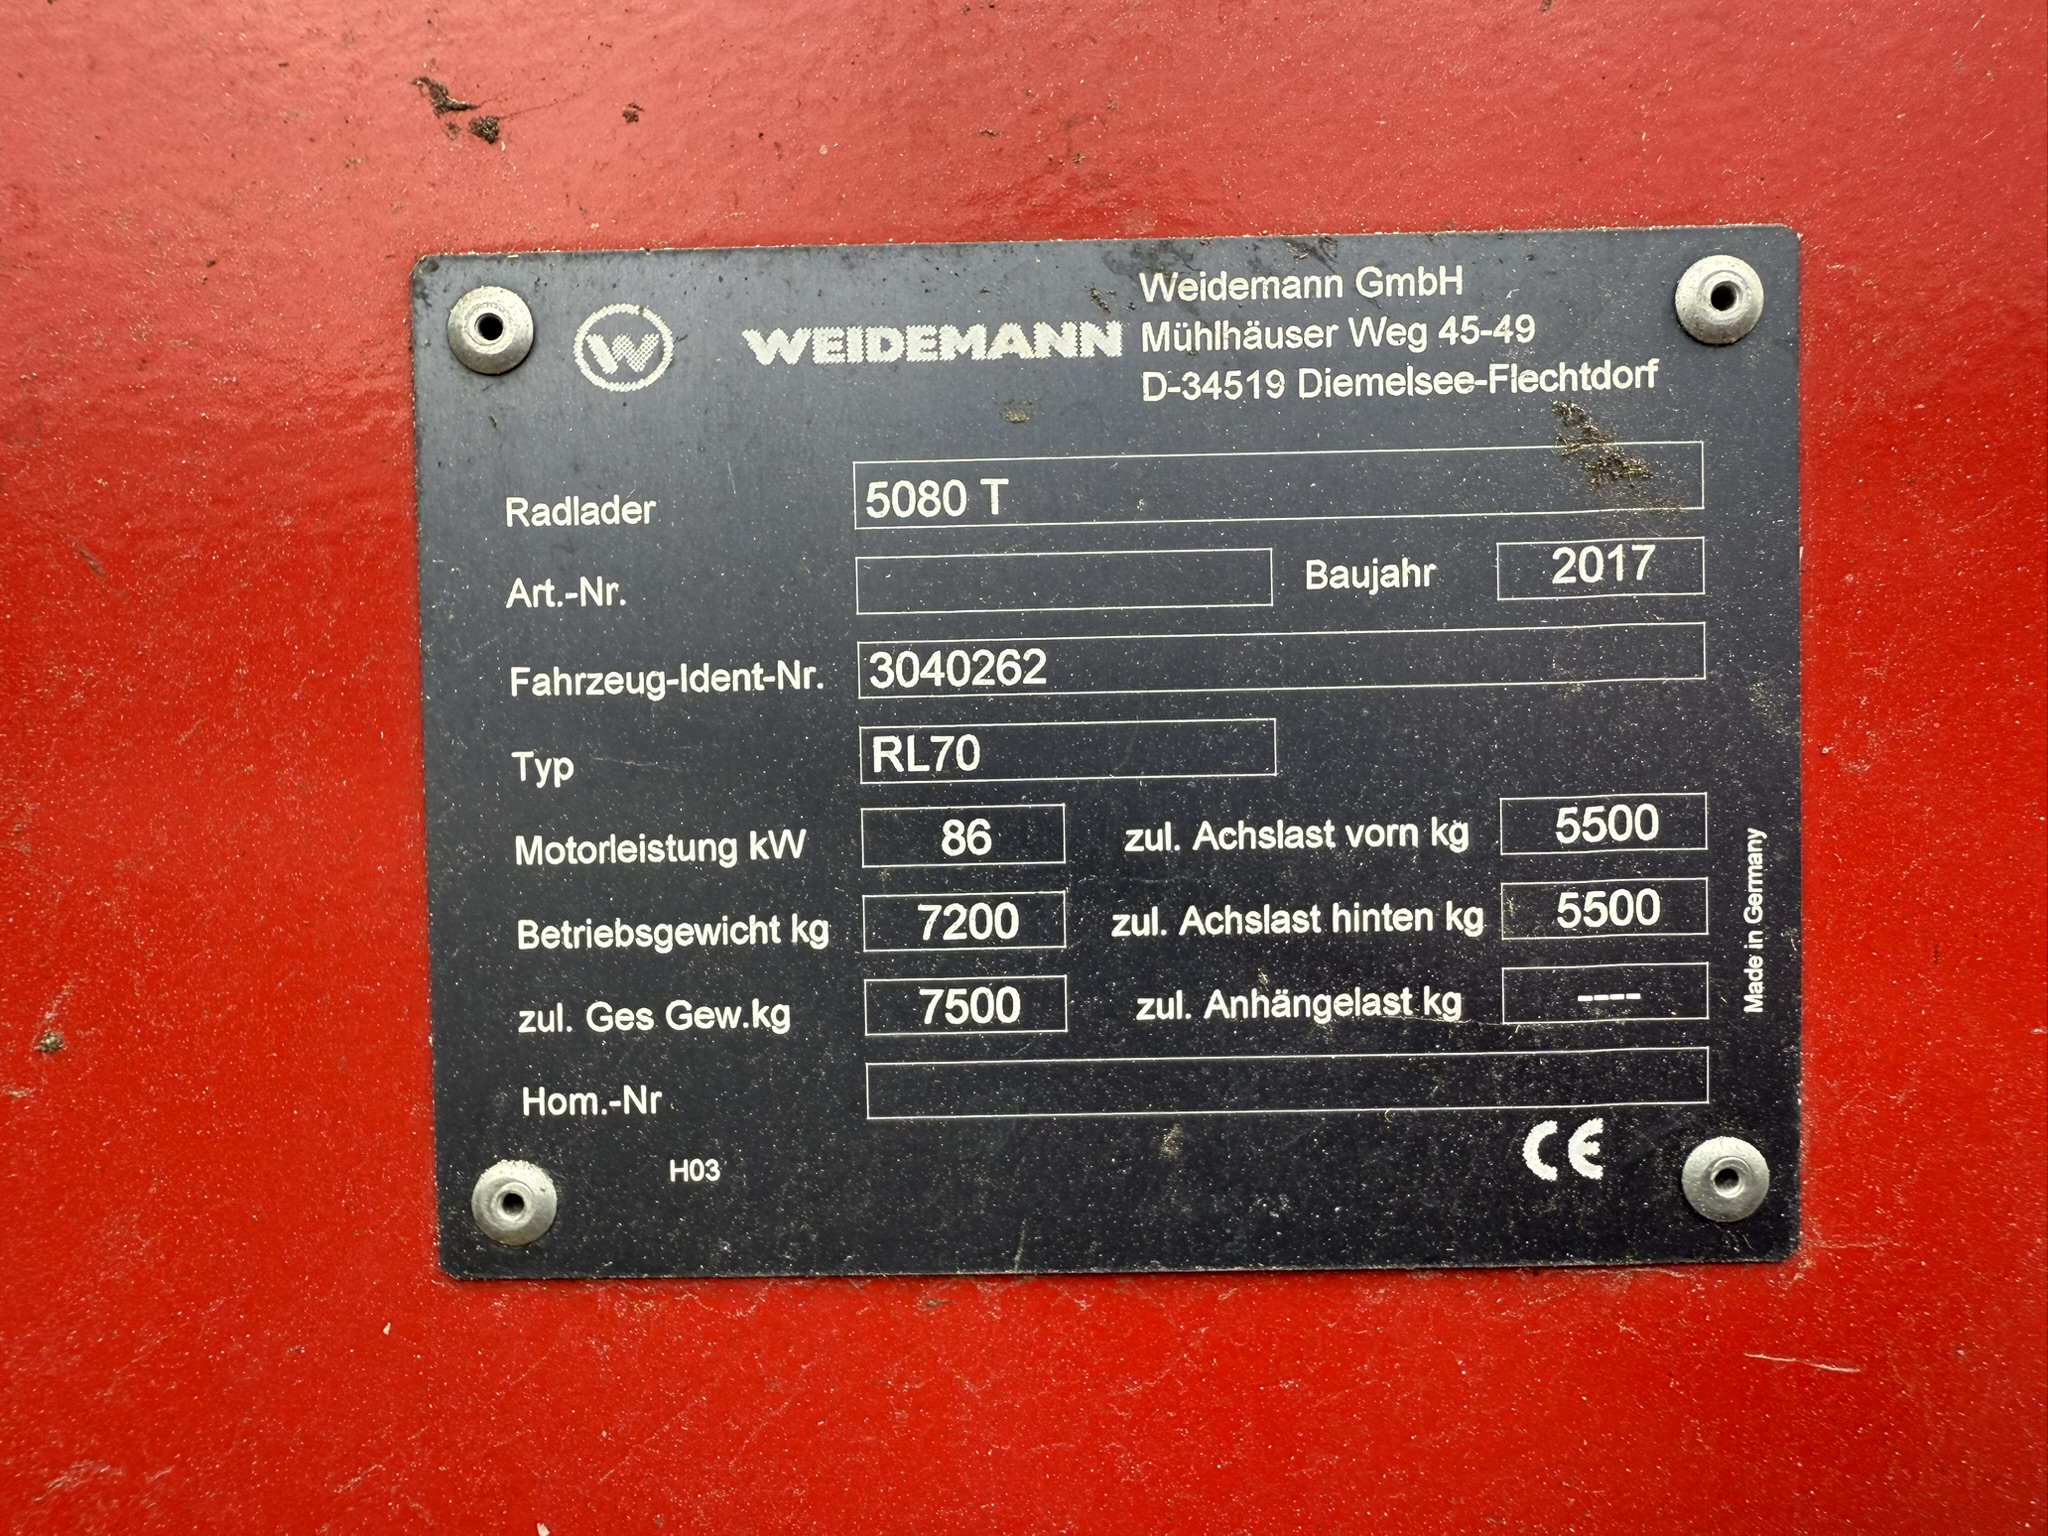 W WEIDEMANN
Weidemann GmbH
Mühlhäuser Weg 45-49
D-34519 Diemelsee-Flechtdorf
Radlader 5080 T
Art.-Nr. Baujahr 2017
Fahrzeug-Ident-Nr. 3040262
Typ RL70
Motorleistung kW 86 zul. Achslast vorn kg 5500
Betriebsgewicht kg 7200 zul. Achslast hinten kg 5500
zul. Ges Gew.kg 7500 zul. Anhängelast kg ----
Hom.-Nr
H03 CE
Made in Germany